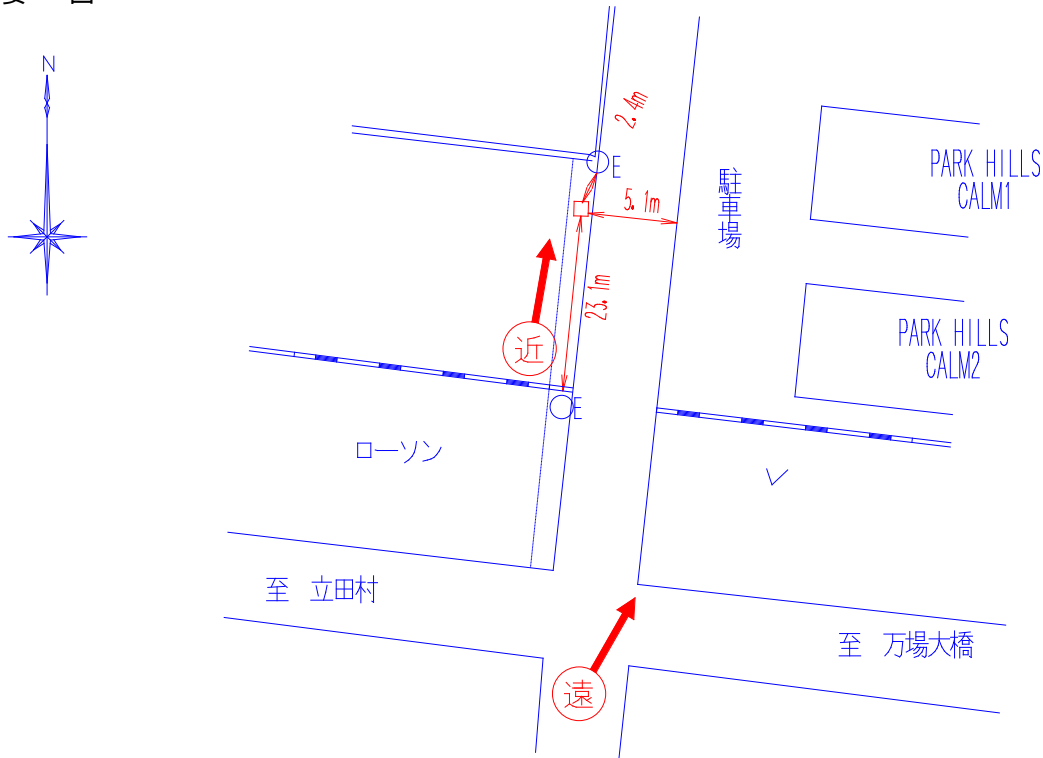 N
2.4m
E
5.1m
駐車場
PARK HILLS
CALM1
23.1m
近
PARK HILLS
CALM2
E
ローソン
至 立田村
至 万場大橋
遠